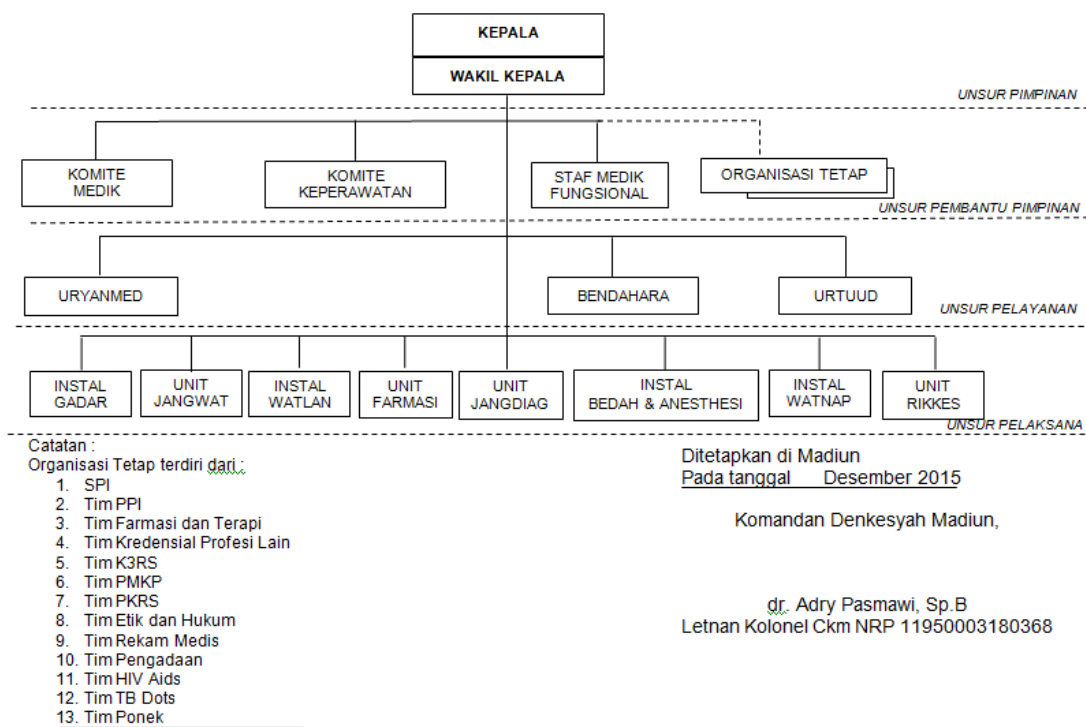 KEPALA
WAKIL KEPALA
UNSUR PIMPINAN
KOMITE
MEDIK
KOMITE
KEPERAWATAN
STAF MEDIK
FUNGSIONAL
ORGANISASI TETAP
UNSUR PEMBANTU PIMPINAN
URYANMED
BENDAHARA
URTUUD
UNSUR PELAYANAN
INSTAL
GADAR
UNIT
JANGWAT
INSTAL
WATLAN
UNIT
FARMASI
UNIT
JANGDIAG
INSTAL
BEDAH & ANESTHESI
INSTAL
WATNAP
UNIT
RIKKES
UNSUR PELAKSANA
Catatan :
Organisasi Tetap terdiri dari :
1. SPI
2. Tim PPI
3. Tim Farmasi dan Terapi
4. Tim Kredensial Profesi Lain
5. Tim K3RS
6. Tim PMKP
7. Tim PKRS
8. Tim Etik dan Hukum
9. Tim Rekam Medis
10. Tim Pengadaan
11. Tim HIV Aids
12. Tim TB Dots
13. Tim Ponek
Ditetapkan di Madiun
Pada tanggal Desember 2015
Komandan Denkesyah Madiun,
dr. Adry Pasmawi, Sp.B
Letnan Kolonel Ckm NRP 11950003180368